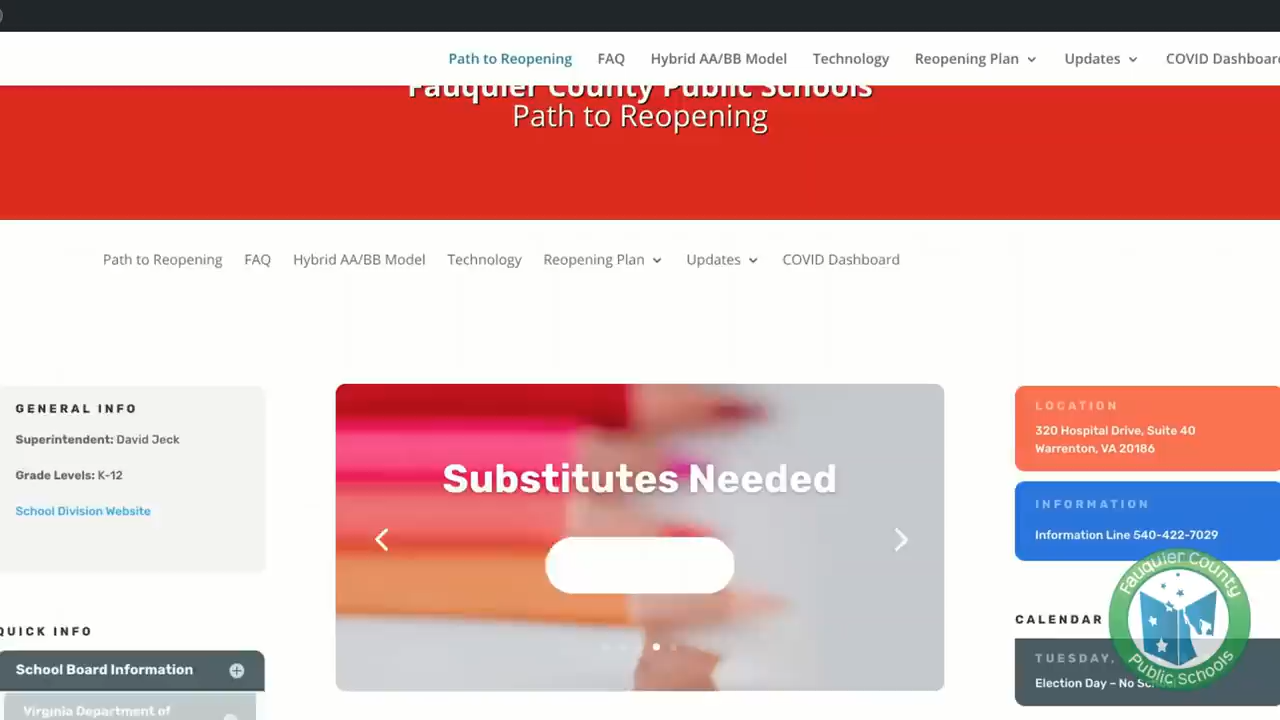 Path to Reopening FAQ Hybrid AA/BB Model Technology Reopening Plan Updates COVID Dashboar
Fauquier County Public Schools
Path to Reopening
Path to Reopening FAQ Hybrid AA/BB Model Technology Reopening Plan Updates COVID Dashboard
GENERAL INFO
Superintendent: David Jeck
Grade Levels: K-12
School Division Website
QUICK INFO
School Board Information
Virginia Department of
Substitutes Needed
LOCATION
320 Hospital Drive, Suite 40
Warrenton, VA 20186
INFORMATION
Information Line 540-422-7029
CALENDAR
TUESDAY,
Election Day – No
Fauquier County
Public Schools